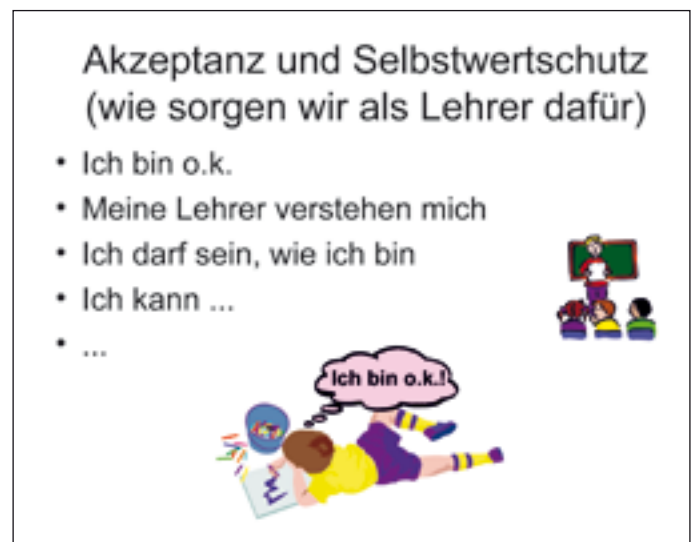 Akzeptanz und Selbstwertschutz
(wie sorgen wir als Lehrer dafür)
• Ich bin o.k.
• Meine Lehrer verstehen mich
• Ich darf sein, wie ich bin
• Ich kann ...
• ...
Ich bin o.k.!